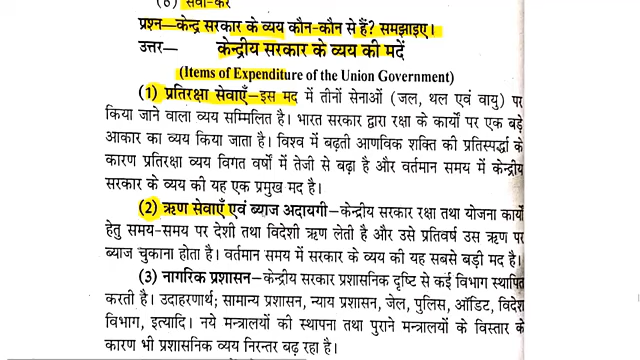 (8) सेवा-कर
प्रश्न—केन्द्र सरकार के व्यय कौन-कौन से हैं? समझाइए।
उत्तर— केन्द्रीय सरकार के व्यय की मदें
(Items of Expenditure of the Union Government)
(1) प्रतिरक्षा सेवाएँ—इस मद में तीनों सेनाओं (जल, थल एवं वायु) पर
किया जाने वाला व्यय सम्मिलित है। भारत सरकार द्वारा रक्षा के कार्यों पर एक बड़े
आकार का व्यय किया जाता है। विश्व में बढ़ती आणविक शक्ति की प्रतिस्पर्द्धा के
कारण प्रतिरक्षा व्यय विगत वर्षों में तेजी से बढ़ा है और वर्तमान समय में केन्द्रीय
सरकार के व्यय की यह एक प्रमुख मद है।
(2) ऋण सेवाएँ एवं ब्याज अदायगी—केन्द्रीय सरकार रक्षा तथा योजना कार्यों
हेतु समय-समय पर देशी तथा विदेशी ऋण लेती है और उसे प्रतिवर्ष उस ऋण पर
ब्याज चुकाना होता है। वर्तमान समय में सरकार के व्यय की यह सबसे बड़ी मद है।
(3) नागरिक प्रशासन—केन्द्रीय सरकार प्रशासनिक दृष्टि से कई विभाग स्थापित
करती है। उदाहरणार्थ; सामान्य प्रशासन, न्याय प्रशासन, जेल, पुलिस, ऑडिट, विदेश
विभाग, इत्यादि। नये मन्त्रालयों की स्थापना तथा पुराने मन्त्रालयों के विस्तार के
कारण भी प्रशासनिक व्यय निरन्तर बढ़ रहा है।